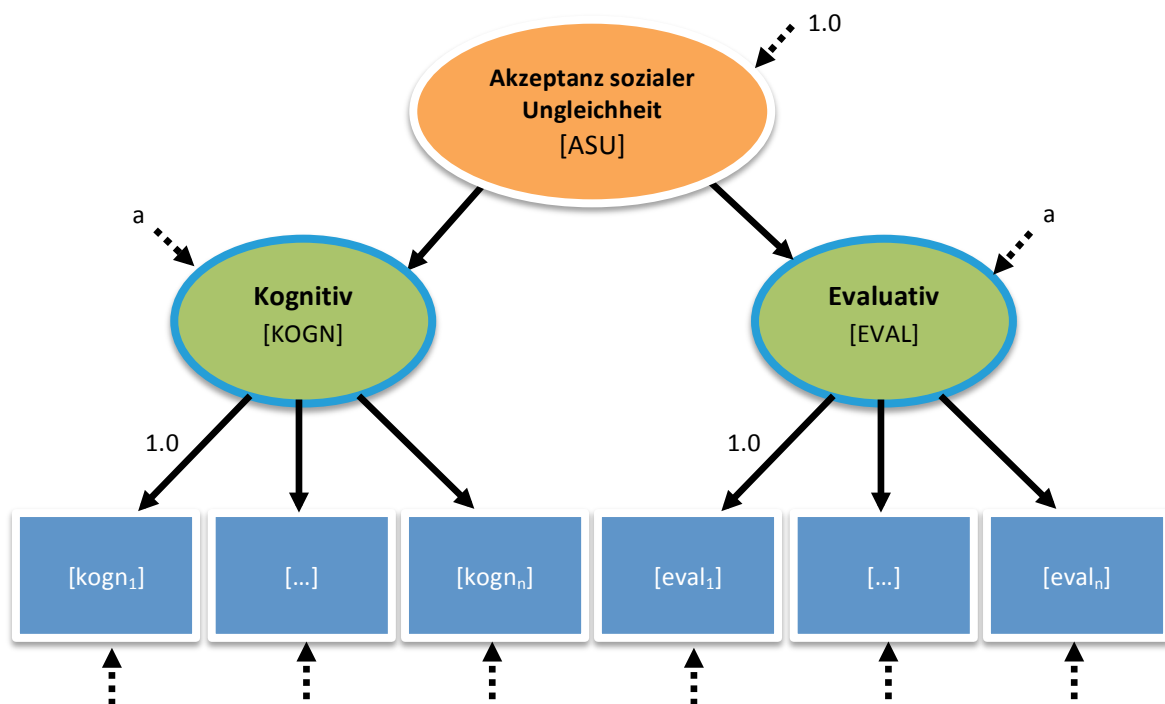 1.0
Akzeptanz sozialer
Ungleichheit
[ASU]
a
a
Kognitiv
[KOGN]
Evaluativ
[EVAL]
1.0
1.0
[kogn₁]
[...]
[kognₙ]
[eval₁]
[...]
[evalₙ]